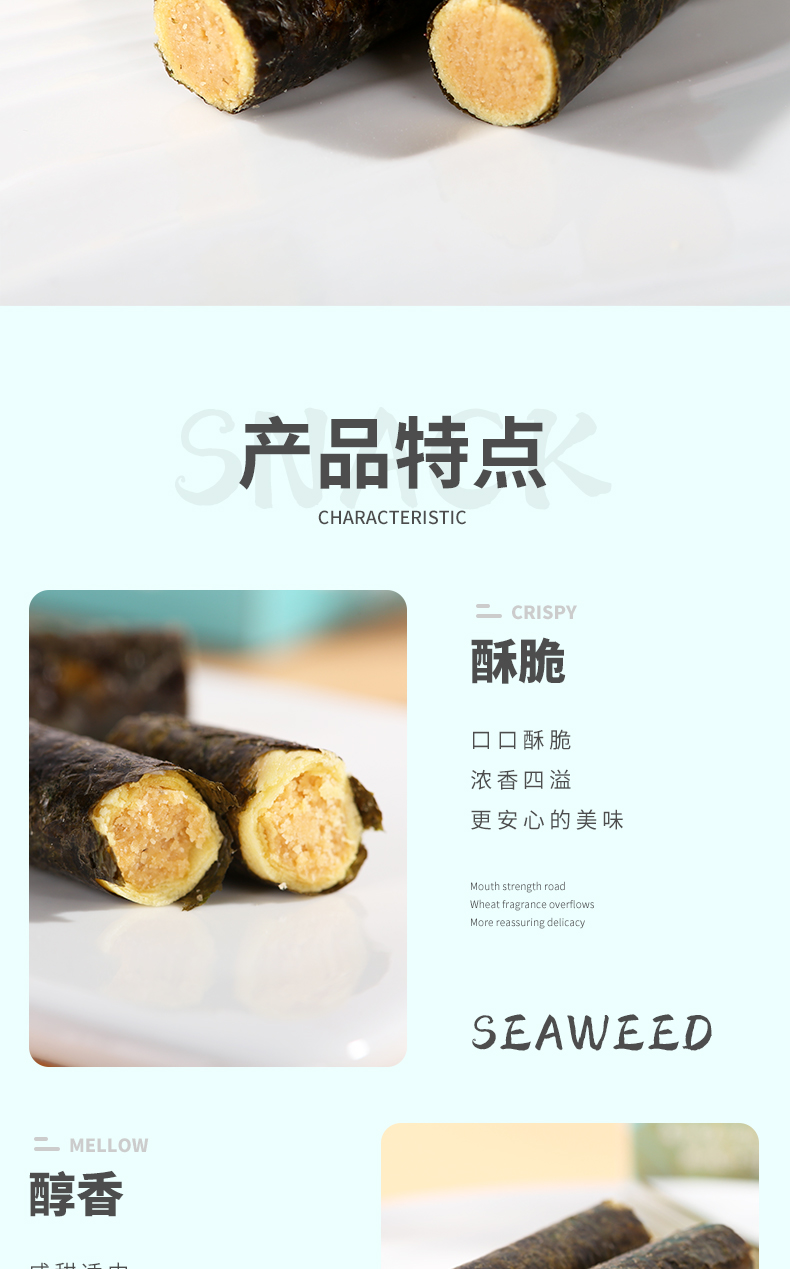 SNACK
产品特点
CHARACTERISTIC
CRISPY
酥脆
口口酥脆
浓香四溢
更安心的美味
Mouth strength road
Wheat fragrance overflows
More reassuring delicacy
SEAWEED
MELLOW
醇香